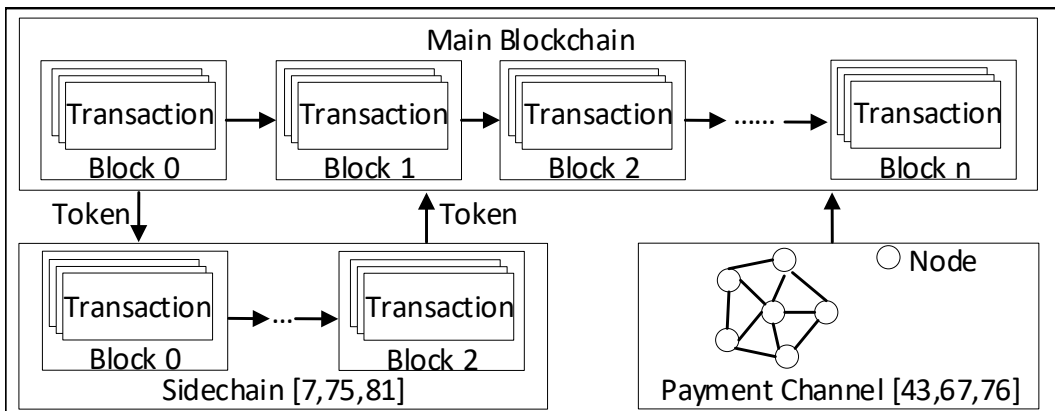 Main Blockchain
Transaction
Transaction
Transaction
......
Transaction
Block 0
Block 1
Block 2
Block n
Token
Token
Transaction
...
Transaction
Block 0
Block 2
Sidechain [7,75,81]
Node
Payment Channel [43,67,76]